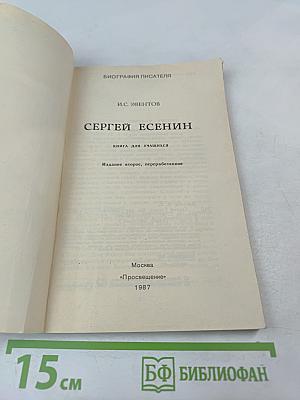 БИОГРАФИЯ ПИСАТЕЛЯ
И.С. ЭВЕНТОВ
СЕРГЕЙ ЕСЕНИН
КНИГА ДЛЯ УЧАЩИХСЯ
Издание второе, переработанное
Москва
«Просвещение»
1987
15 см
БФ БИБЛИОФАН